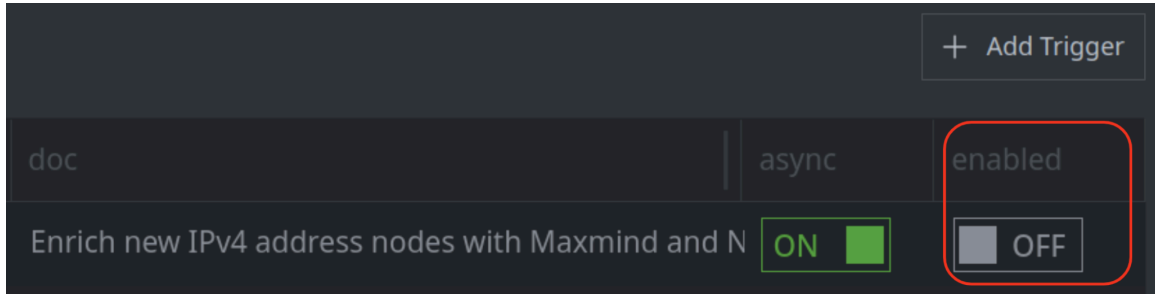 + Add Trigger
doc async enabled
Enrich new IPv4 address nodes with Maxmind and N ON OFF